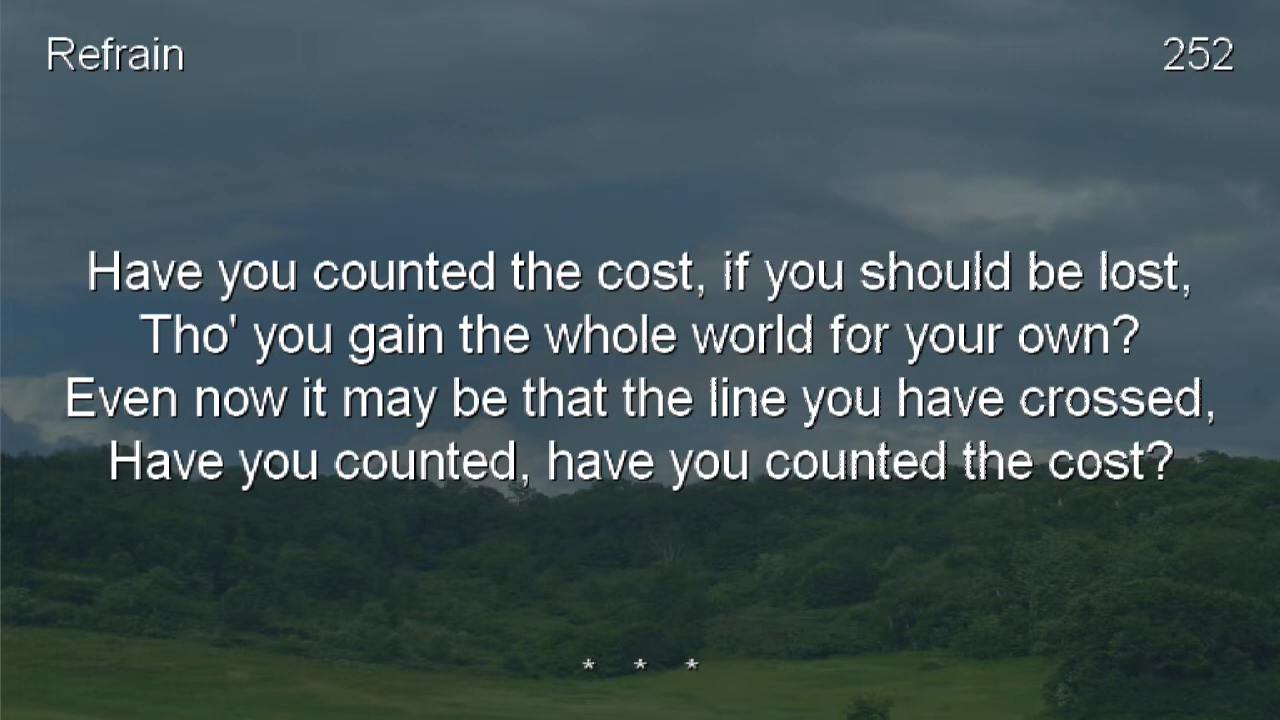 Refrain 252
Have you counted the cost, if you should be lost,
Tho' you gain the whole world for your own?
Even now it may be that the line you have crossed,
Have you counted, have you counted the cost?
* * *